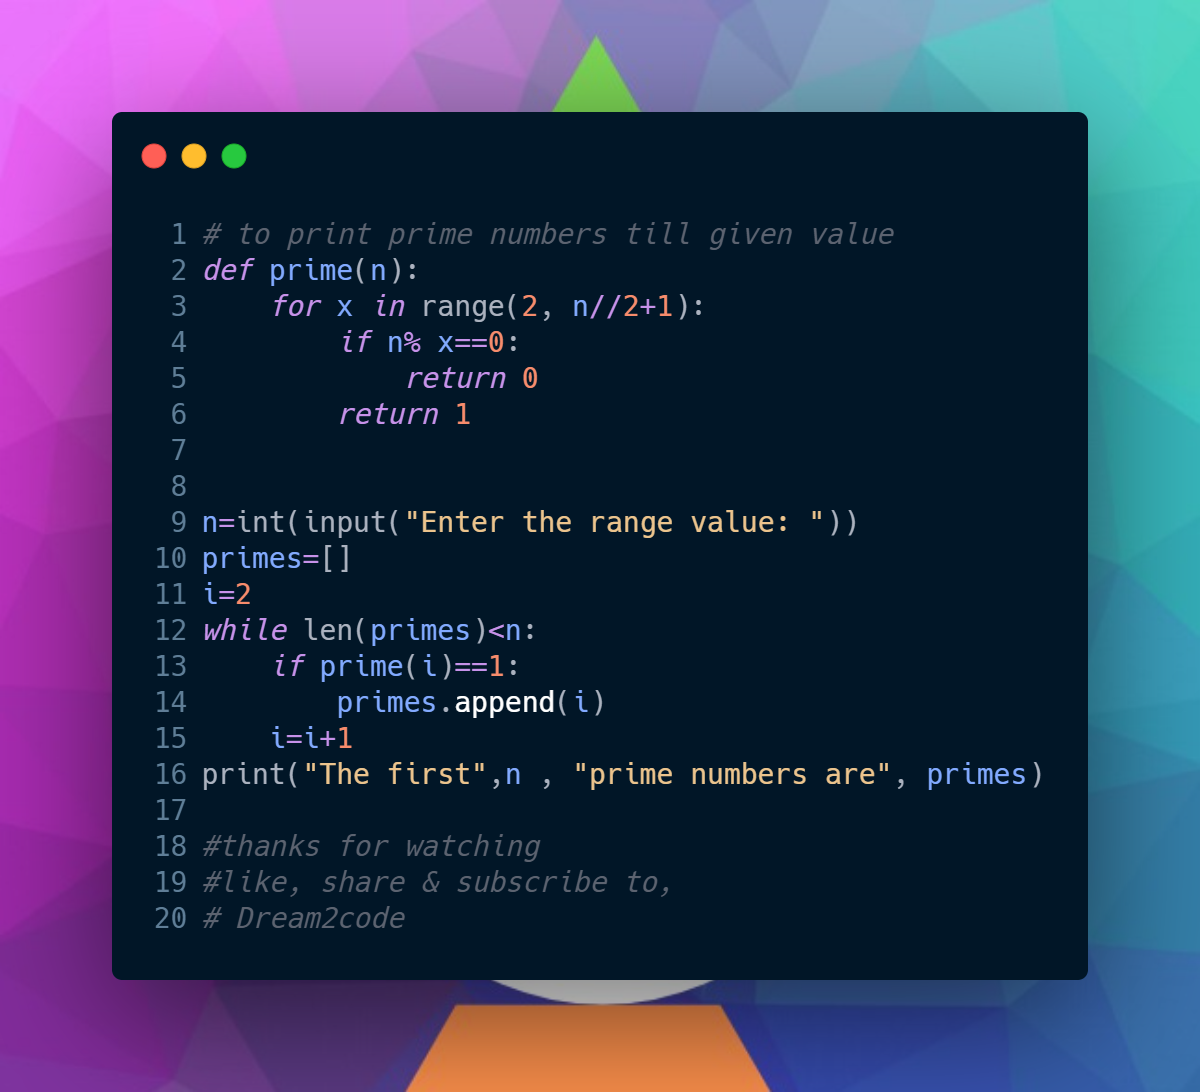 1 # to print prime numbers till given value
2 def prime(n):
3     for x in range(2, n//2+1):
4         if n% x==0:
5             return 0
6         return 1
7
8
9 n=int(input("Enter the range value: "))
10 primes=[]
11 i=2
12 while len(primes)<n:
13     if prime(i)==1:
14         primes.append(i)
15     i=i+1
16 print("The first",n , "prime numbers are", primes)
17
18 #thanks for watching
19 #like, share & subscribe to,
20 # Dream2code